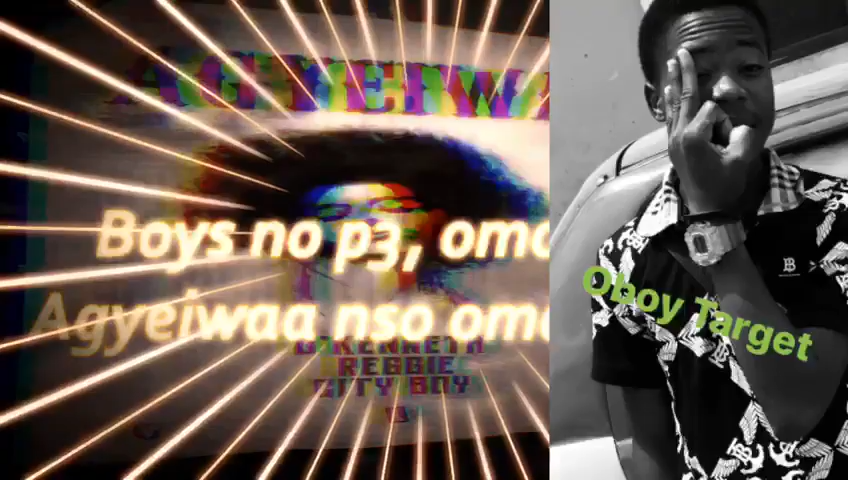 AGYEIWA
Boys no p3, omo
Agyeiwaa nso omo
O'KENNETH
REGGIE
CITY BOY
B
Oboy Target